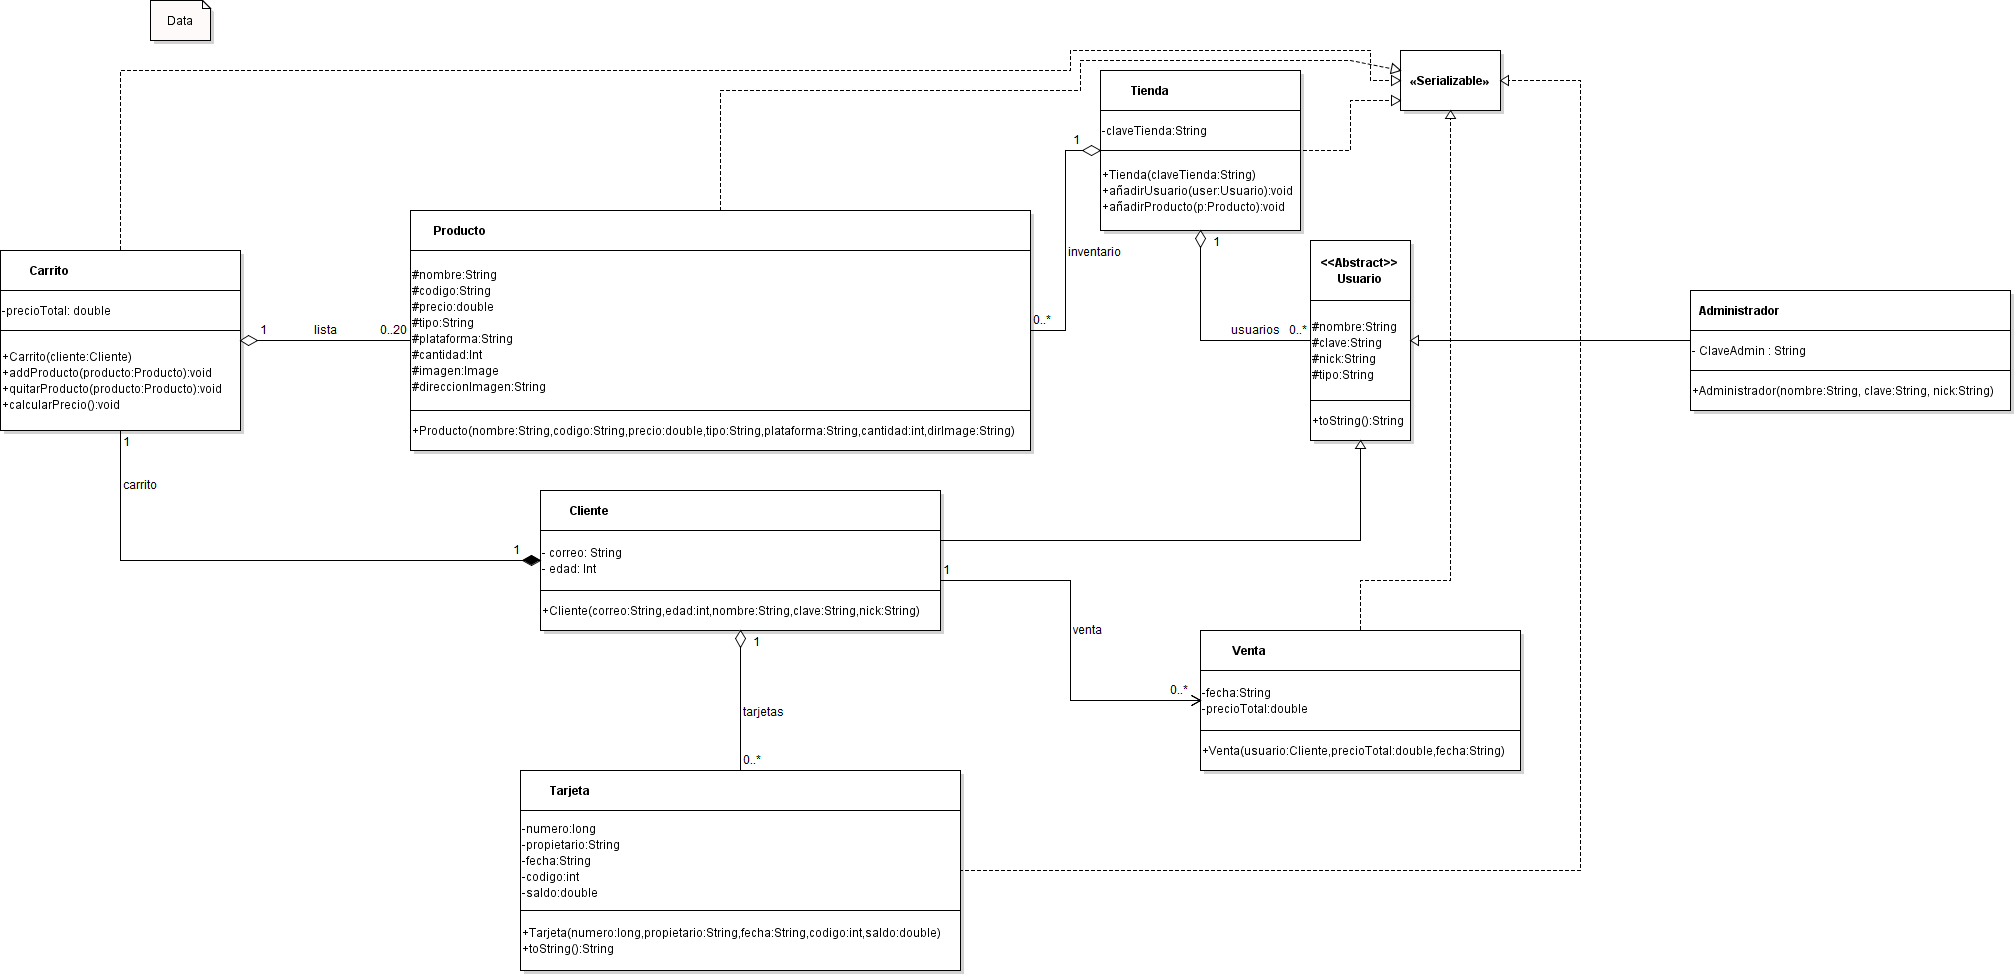 Data
«Serializable»
Tienda
-claveTienda:String
+Tienda(claveTienda:String)
+añadirUsuario(user:Usuario):void
+añadirProducto(p:Producto):void
1
inventario
0..*
1
usuarios 0..*
Producto
#nombre:String
#codigo:String
#precio:double
#tipo:String
#plataforma:String
#cantidad:Int
#imagen:Image
#direccionImagen:String
+Producto(nombre:String,codigo:String,precio:double,tipo:String,plataforma:String,cantidad:int,dirImage:String)
Carrito
-precioTotal: double
+Carrito(cliente:Cliente)
+addProducto(producto:Producto):void
+quitarProducto(producto:Producto):void
+calcularPrecio():void
1 lista 0..20
1
carrito
1
<<Abstract>>
Usuario
#nombre:String
#clave:String
#nick:String
#tipo:String
+toString():String
Administrador
- ClaveAdmin : String
+Administrador(nombre:String, clave:String, nick:String)
Cliente
- correo: String
- edad: Int
+Cliente(correo:String,edad:int,nombre:String,clave:String,nick:String)
1
venta
0..*
1
tarjetas
0..*
Venta
-fecha:String
-precioTotal:double
+Venta(usuario:Cliente,precioTotal:double,fecha:String)
Tarjeta
-numero:long
-propietario:String
-fecha:String
-codigo:int
-saldo:double
+Tarjeta(numero:long,propietario:String,fecha:String,codigo:int,saldo:double)
+toString():String